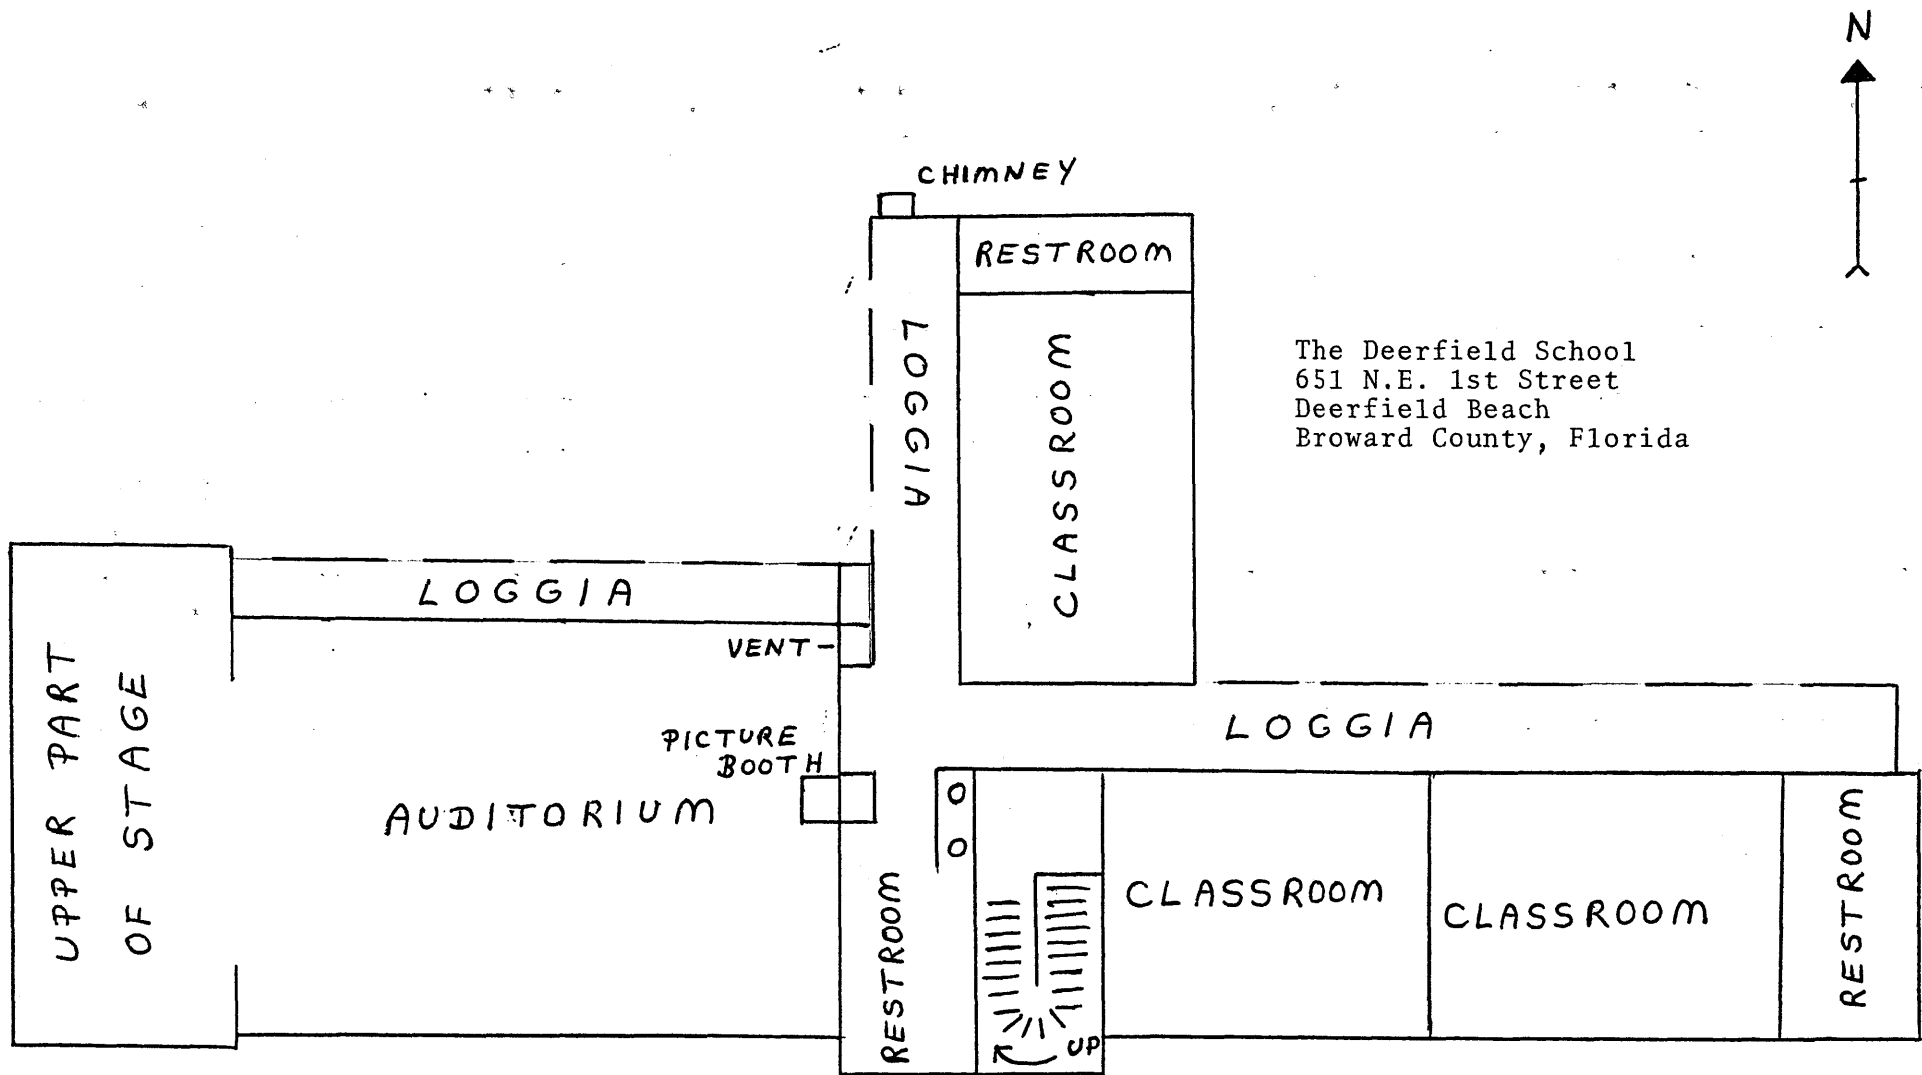 N
CHIMNEY
RESTROOM
LOGGIA
CLASSROOM
The Deerfield School
651 N.E. 1st Street
Deerfield Beach
Broward County, Florida
LOGGIA
VENT
UPPER PART
OF STAGE
PICTURE
BOOTH
AUDITORIUM
LOGGIA
O
O
RESTROOM
UP
CLASSROOM
CLASSROOM
RESTROOM